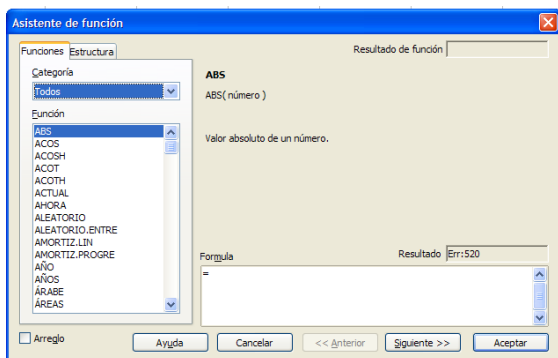 Asistente de función
Funciones Estructura
Resultado de función
Categoría
Todos
Función
ABS
ACOS
ACOSH
ACOT
ACOTH
ACTUAL
AHORA
ALEATORIO
ALEATORIO.ENTRE
AMORTIZ.LIN
AMORTIZ.PROGRE
AÑO
AÑOS
ÁRABE
ÁREAS
ABS
ABS( número )
Valor absoluto de un número.
Formula
Resultado Err:520
=
Arreglo
Ayuda
Cancelar
<< Anterior
Siguiente >>
Aceptar